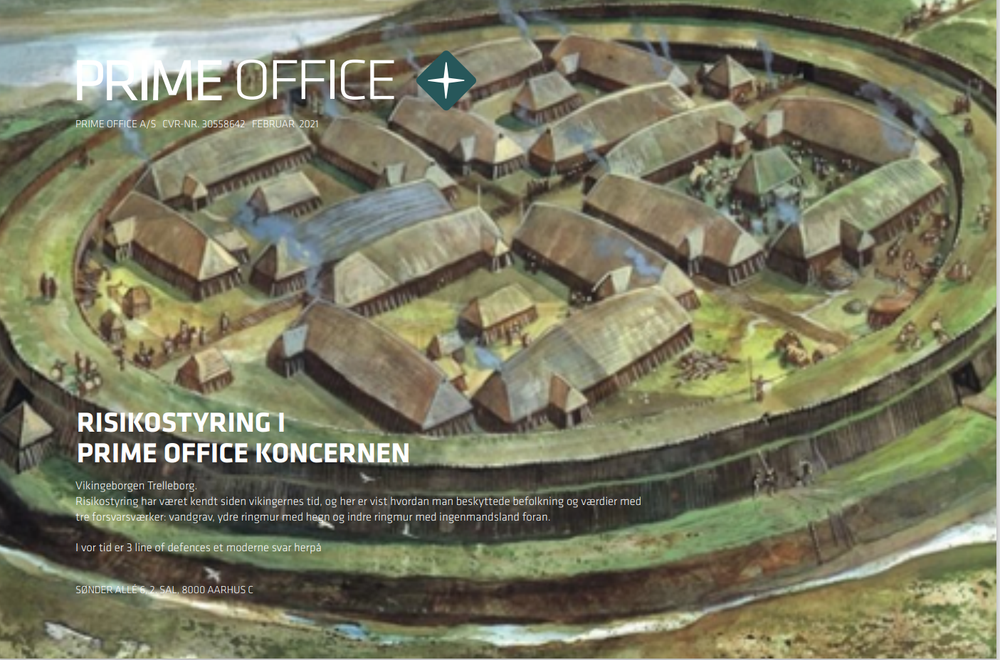 PRIME OFFICE
PRIME OFFICE A/S CVR-NR. 30558642 FEBRUAR 2021
RISIKOSTYRING I
PRIME OFFICE KONCERNEN
Vikingeborgen Trelleborg.
Risikostyring har været kendt siden vikingernes tid, og her er vist hvordan man beskyttede befolkning og værdier med
tre forsvarsværker: vandgrav, ydre ringmur med hegn og indre ringmur med ingenmandsland foran.
I vor tid er 3 line of defences et moderne svar herpå
SØNDER ALLÉ 6, 2. SAL, 8000 AARHUS C